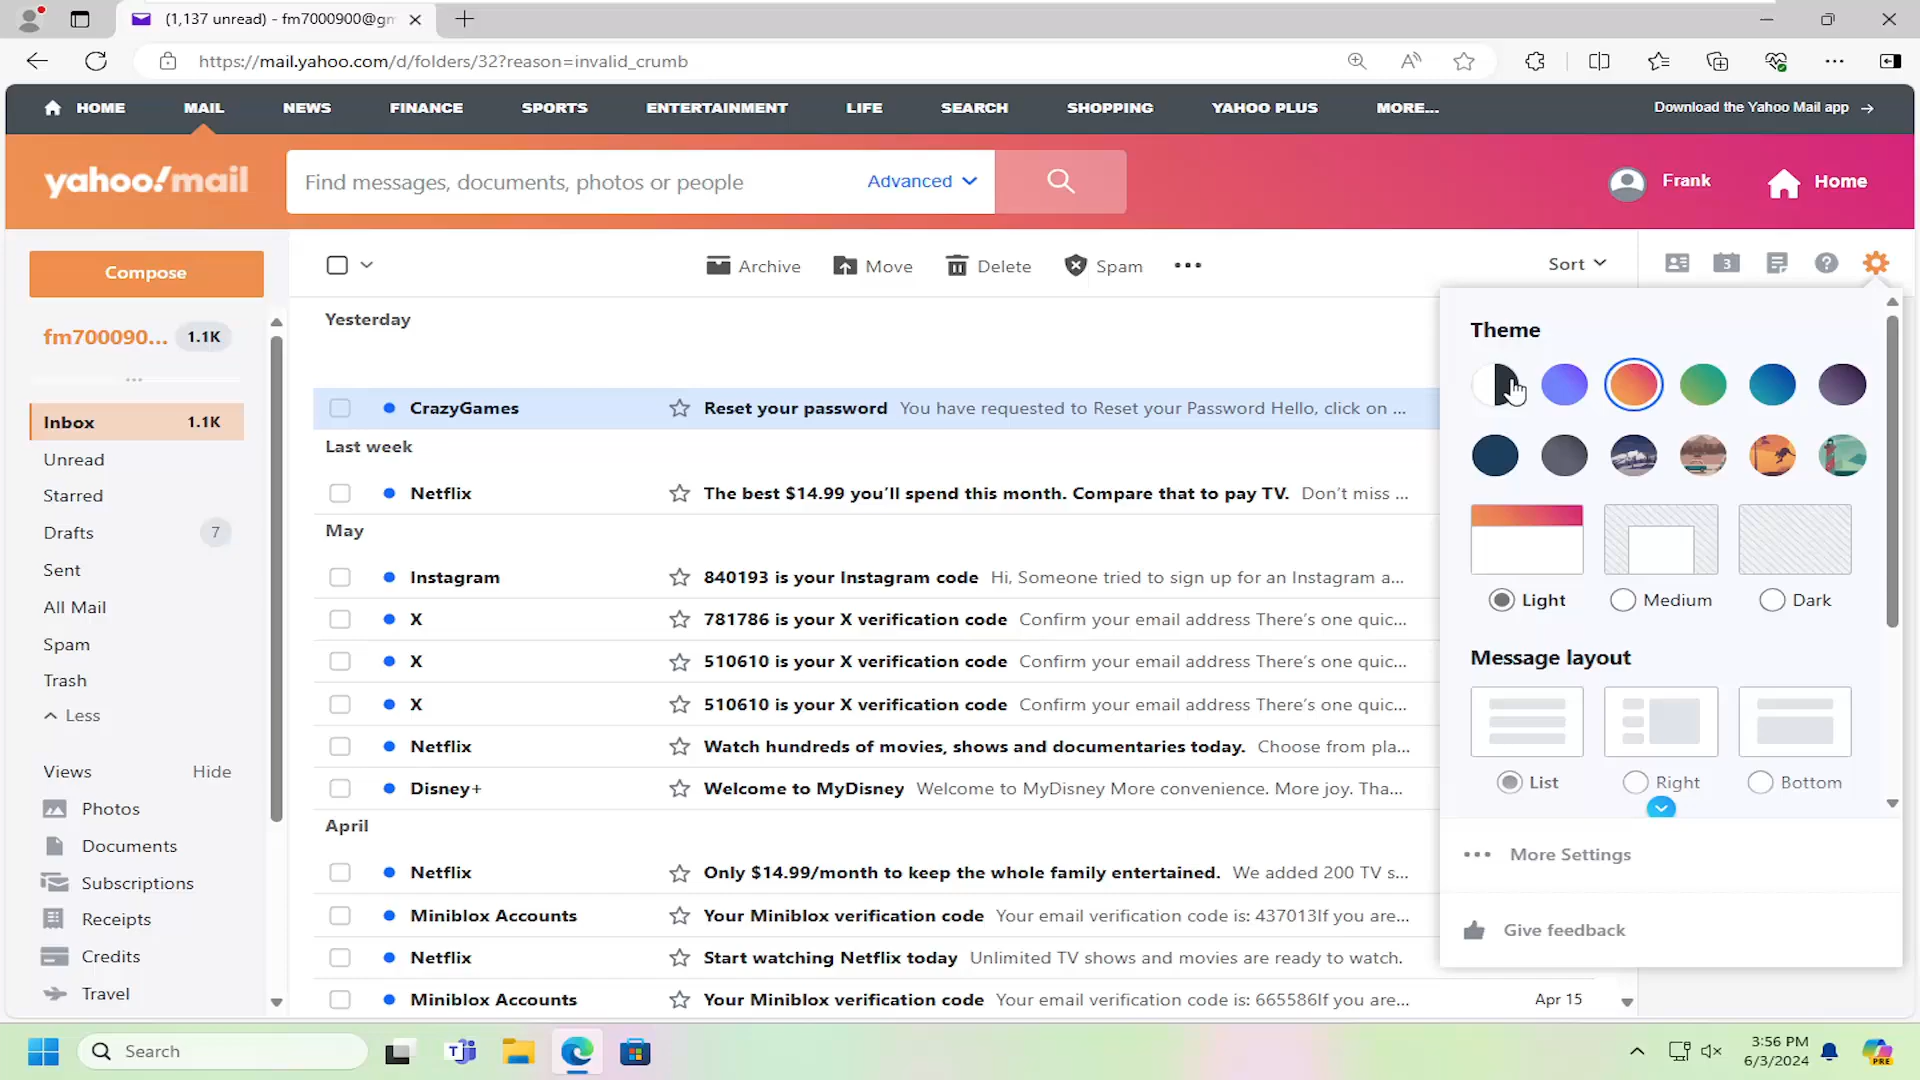 (1,137 unread) - fm7000900@gm
https://mail.yahoo.com/d/folders/32?reason=invalid_crumb
HOME MAIL NEWS FINANCE SPORTS ENTERTAINMENT LIFE SEARCH SHOPPING YAHOO PLUS MORE... Download the Yahoo Mail app
yahoo!mail Find messages, documents, photos or people Advanced Frank Home
Compose
Archive Move Delete Spam Sort 3
fm700090... 1.1K
Inbox 1.1K
Unread
Starred
Drafts 7
Sent
All Mail
Spam
Trash
Less
Views Hide
Photos
Documents
Subscriptions
Receipts
Credits
Travel
Yesterday
CrazyGames Reset your password You have requested to Reset your Password Hello, click on ...
Last week
Netflix The best $14.99 you’ll spend this month. Compare that to pay TV. Don’t miss ...
May
Instagram 840193 is your Instagram code Hi, Someone tried to sign up for an Instagram a...
X 781786 is your X verification code Confirm your email address There’s one quic...
X 510610 is your X verification code Confirm your email address There’s one quic...
X 510610 is your X verification code Confirm your email address There’s one quic...
Netflix Watch hundreds of movies, shows and documentaries today. Choose from pla...
Disney+ Welcome to MyDisney Welcome to MyDisney More convenience. More joy. Tha...
April
Netflix Only $14.99/month to keep the whole family entertained. We added 200 TV s...
Miniblox Accounts Your Miniblox verification code Your email verification code is: 437013If you are...
Netflix Start watching Netflix today Unlimited TV shows and movies are ready to watch.
Miniblox Accounts Your Miniblox verification code Your email verification code is: 665586If you are... Apr 15
Theme
Light Medium Dark
Message layout
List Right Bottom
More Settings
Give feedback
Search
3:56 PM
6/3/2024
PRE